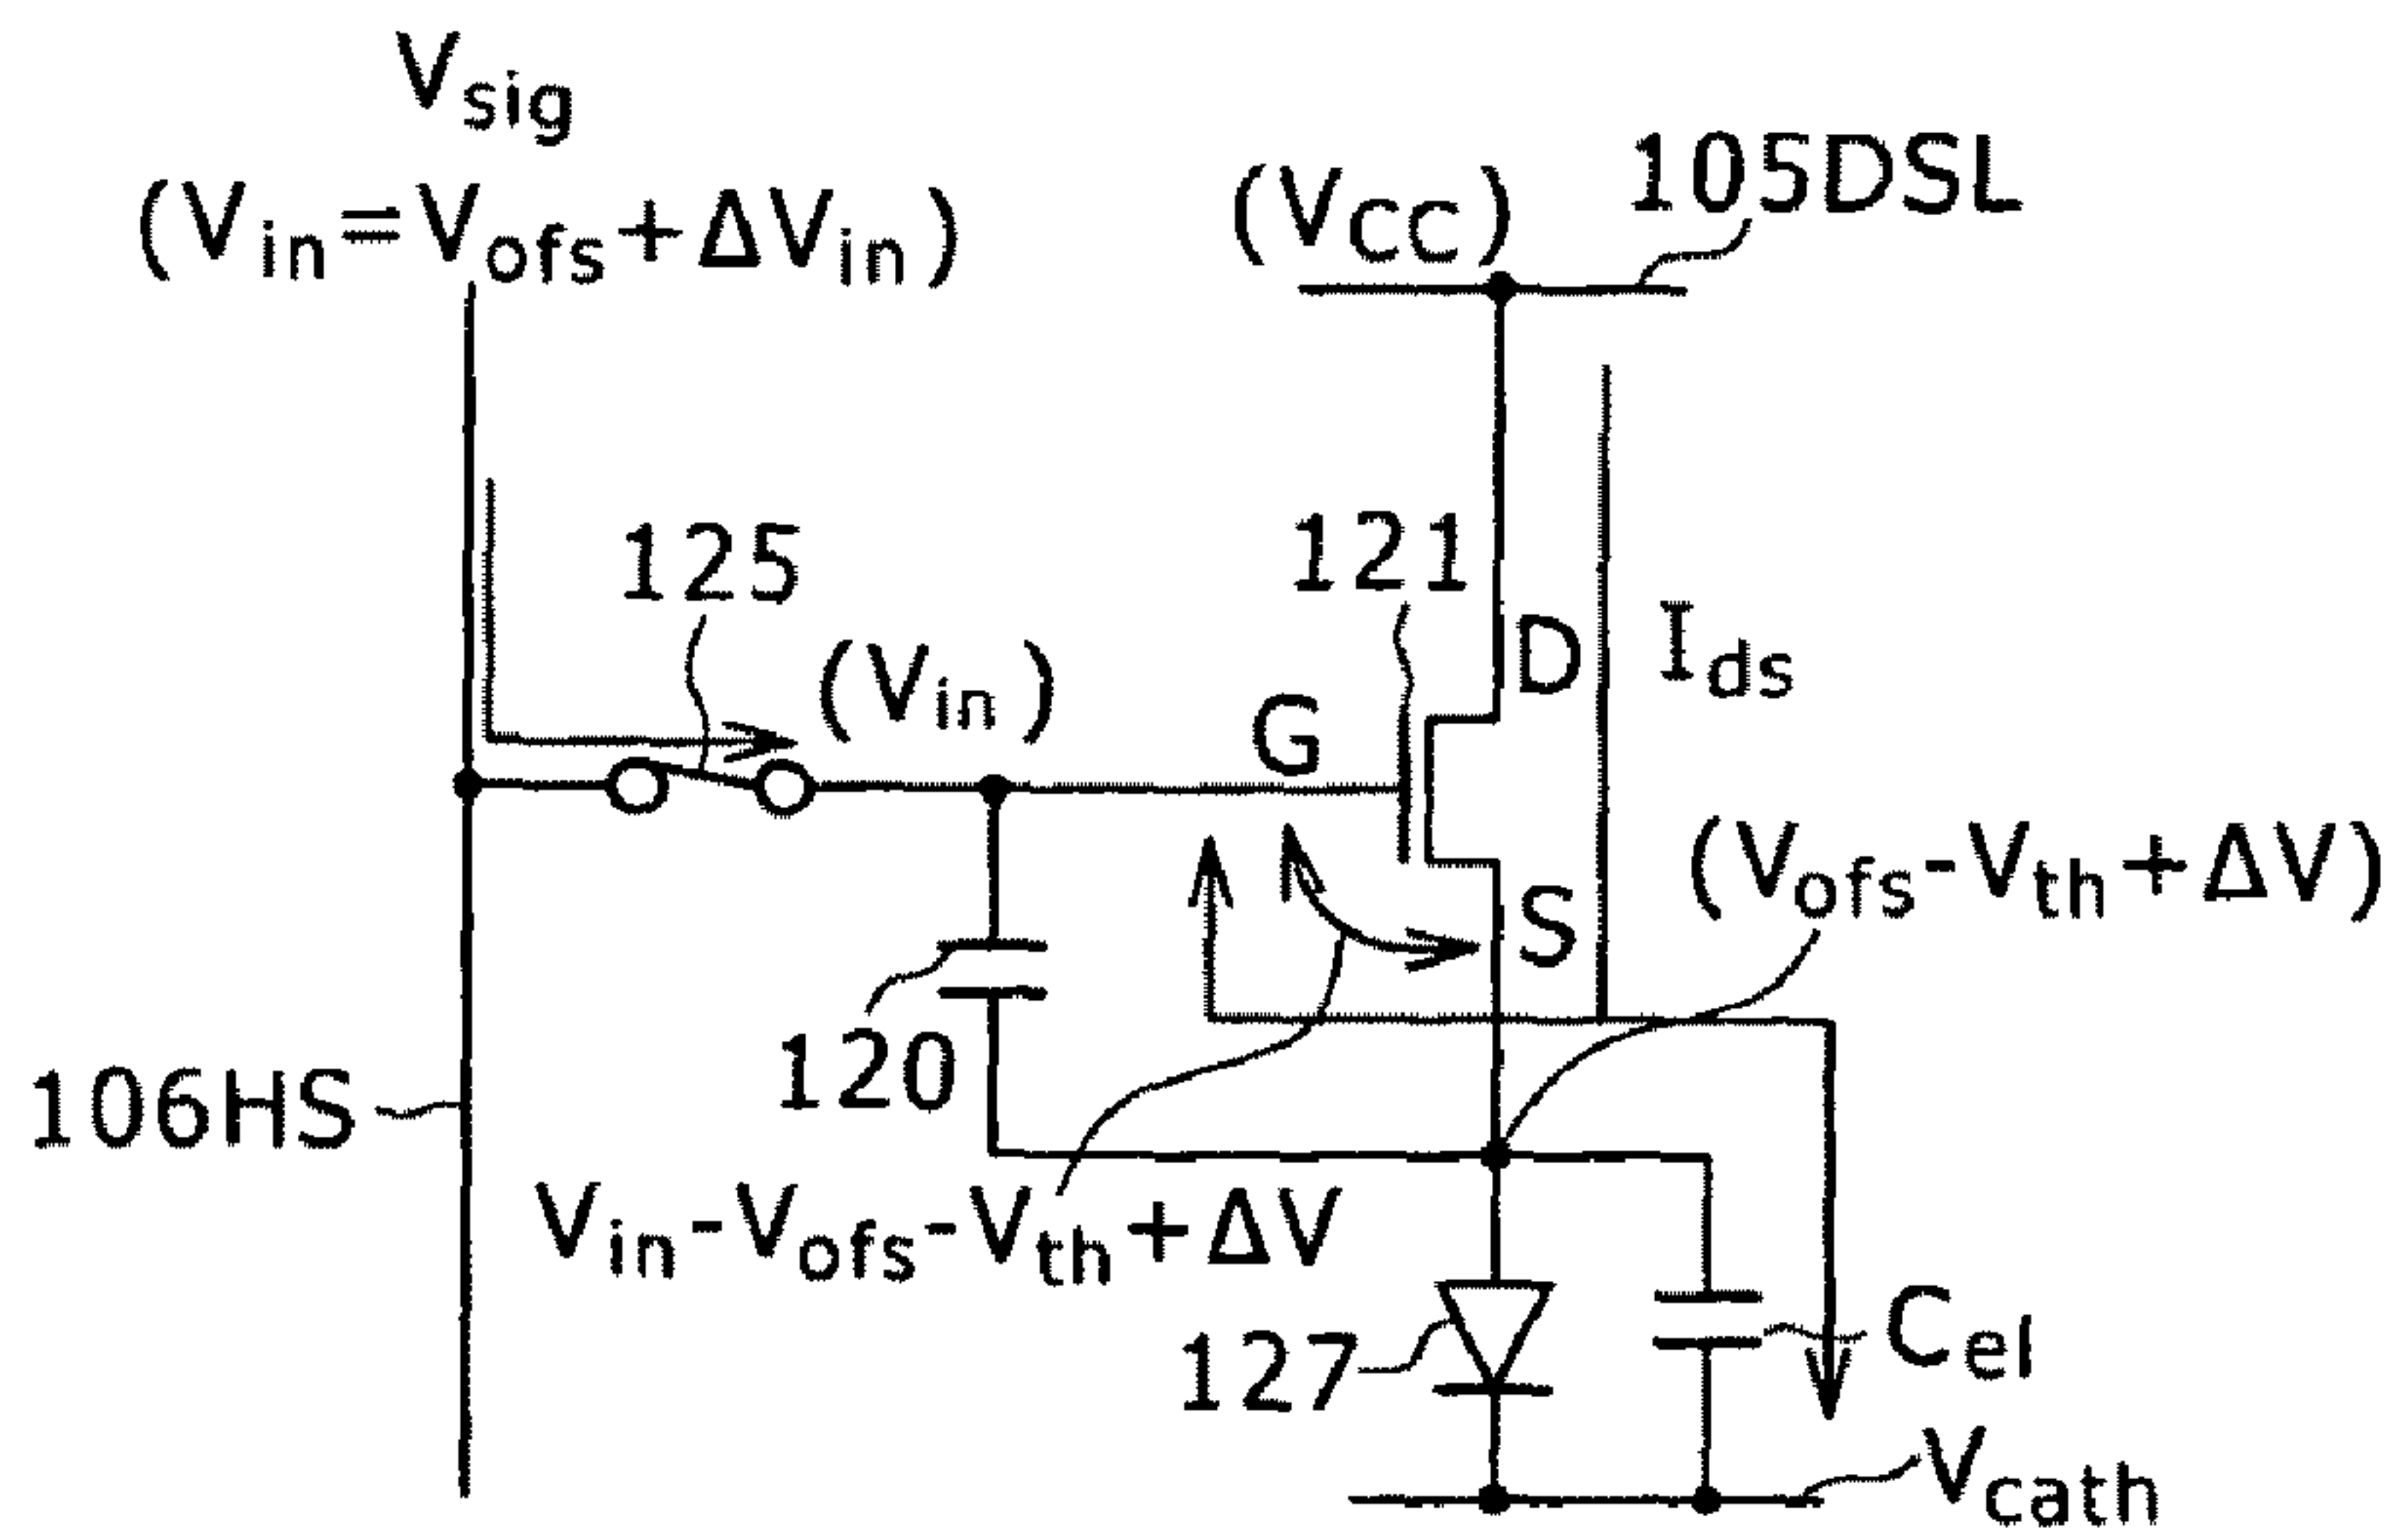 Vsig
(Vin=Vofs+ΔVin)
(VCC)
105DSL
125
121
(Vin)
G
D
Ids
S
(Vofs-Vth+ΔV)
120
106HS
Vin-Vofs-Vth+ΔV
127
Cel
Vcath